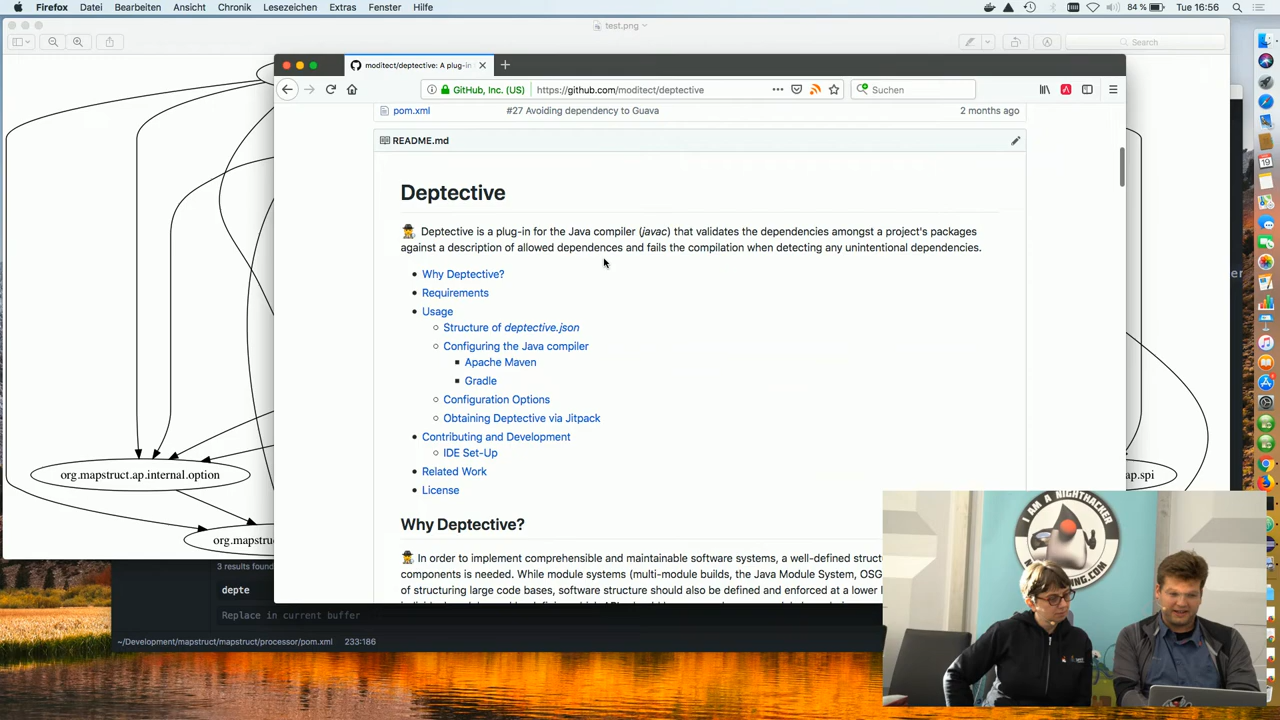 Firefox Datei Bearbeiten Ansicht Chronik Lesezeichen Extras Fenster Hilfe
84 % Tue 16:56
test.png
Search
moditect/deptective: A plug-in
GitHub, Inc. (US) https://github.com/moditect/deptective
Suchen
pom.xml #27 Avoiding dependency to Guava 2 months ago
README.md
Deptective
Deptective is a plug-in for the Java compiler (javac) that validates the dependencies amongst a project's packages
against a description of allowed dependences and fails the compilation when detecting any unintentional dependencies.
Why Deptective?
Requirements
Usage
Structure of deptective.json
Configuring the Java compiler
Apache Maven
Gradle
Configuration Options
Obtaining Deptective via Jitpack
Contributing and Development
IDE Set-Up
Related Work
License
Why Deptective?
In order to implement comprehensible and maintainable software systems, a well-defined struct
components is needed. While module systems (multi-module builds, the Java Module System, OSG
of structuring large code bases, software structure should also be defined and enforced at a lower l
org.mapstruct.ap.internal.option
org.mapstru
ap.spi
3 results found
depte
Replace in current buffer
~/Development/mapstruct/mapstruct/processor/pom.xml 233:186
I AM A NIGHTHACKER